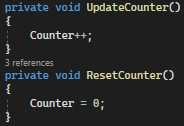 private void UpdateCounter()
{
Counter++;
}
3 references
private void ResetCounter()
{
Counter = 0;
}